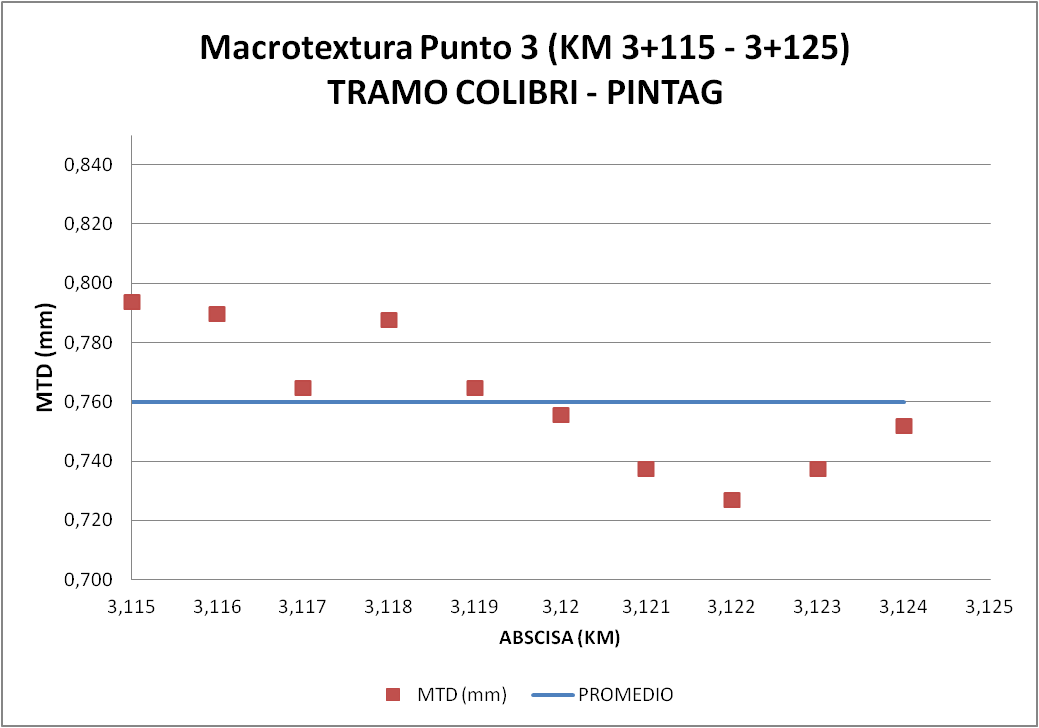 Macrotextura Punto 3 (KM 3+115 - 3+125)
TRAMO COLIBRI - PINTAG
MTD (mm)
0,840
0,820
0,800
0,780
0,760
0,740
0,720
0,700
3,115 3,116 3,117 3,118 3,119 3,12 3,121 3,122 3,123 3,124 3,125
ABSCISA (KM)
MTD (mm) PROMEDIO